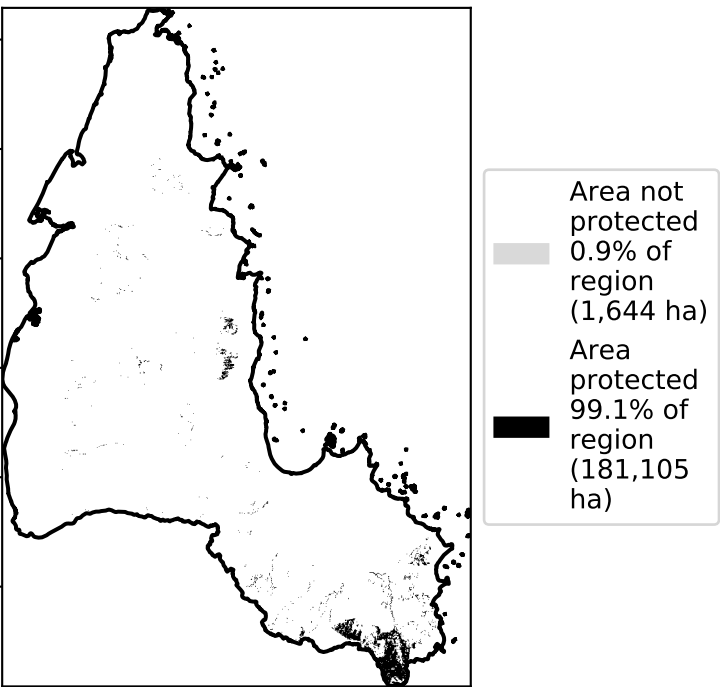 Area not
protected
0.9% of
region
(1,644 ha)
Area
protected
99.1% of
region
(181,105
ha)